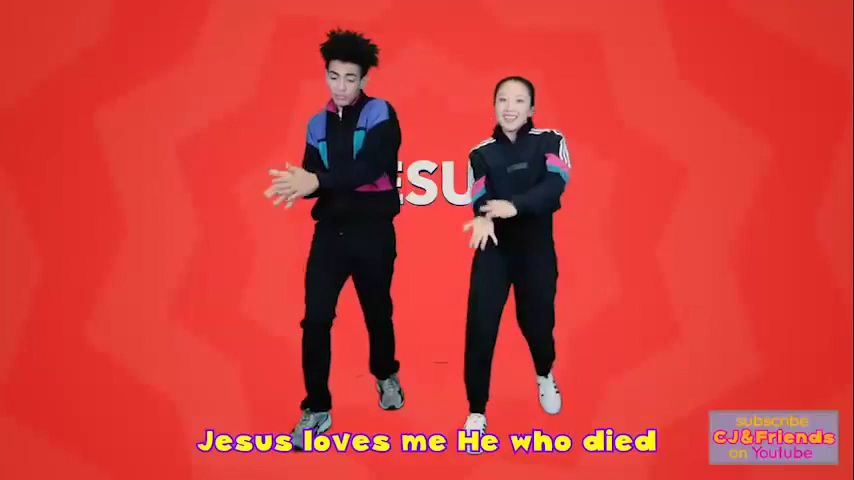 ESU
Jesus loves me He who died
subscribe
CJ&Friends
on Youtube